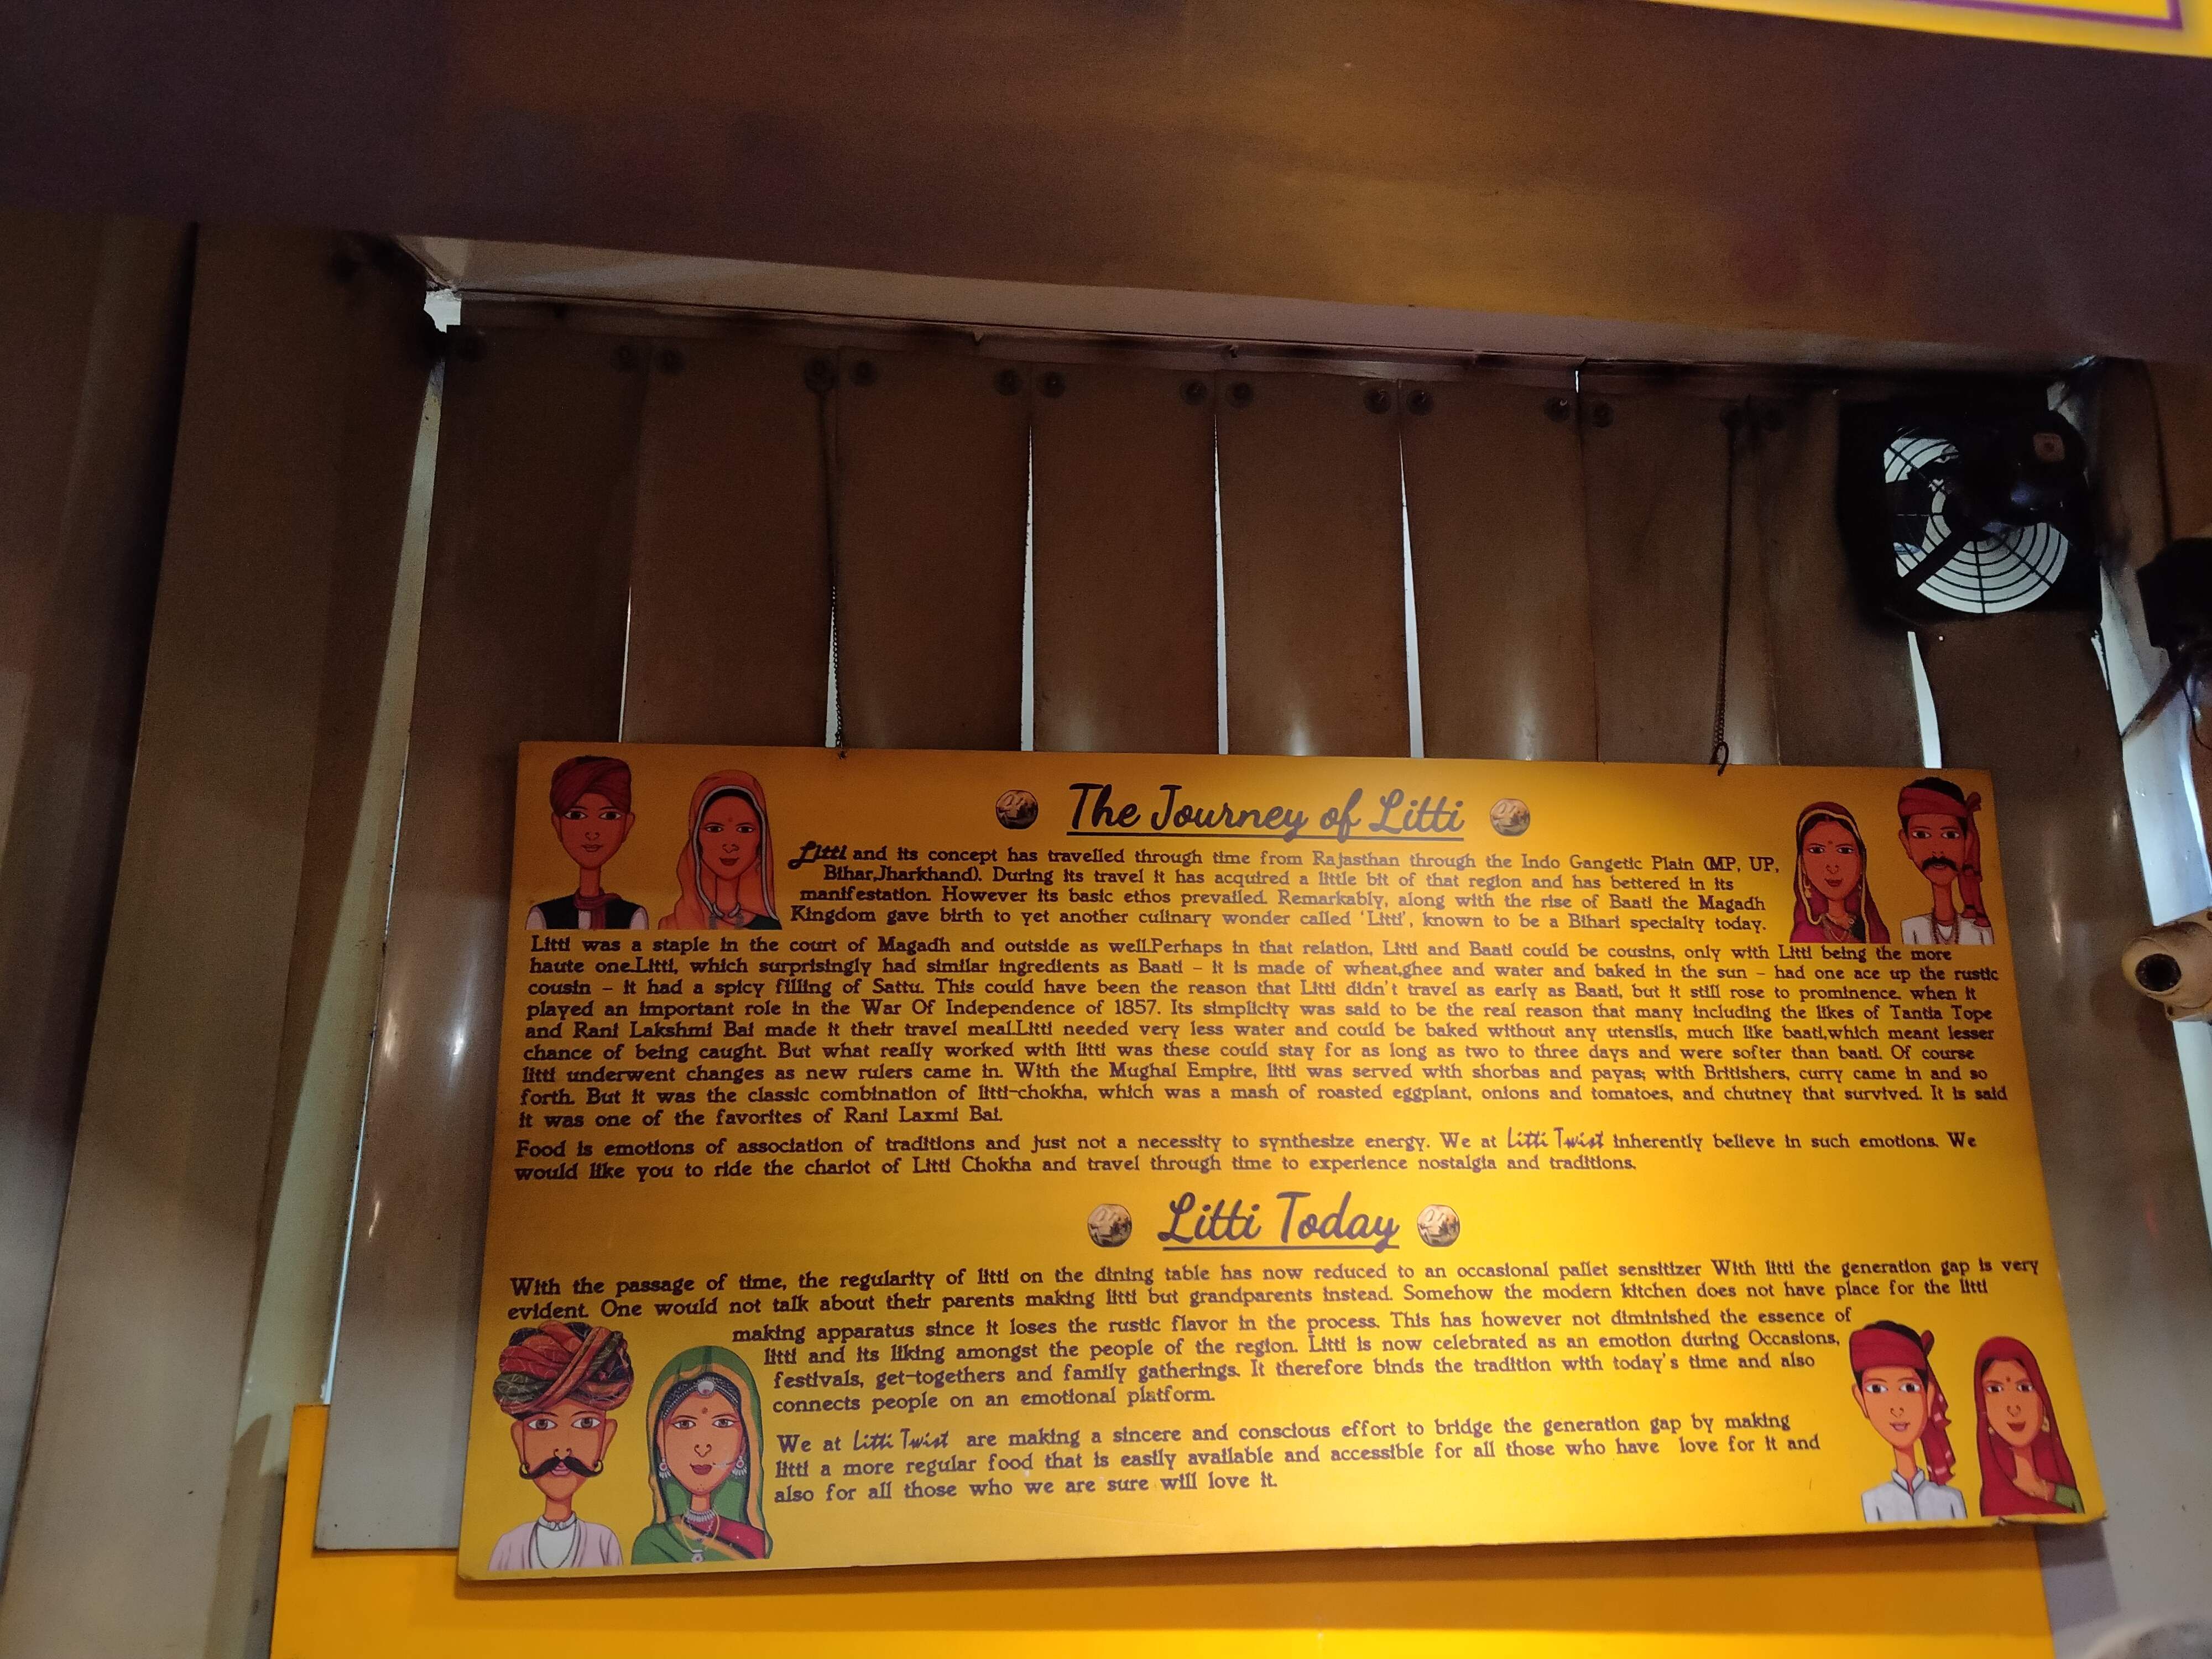 The Journey of Litti
Litti and its concept has travelled through time from Rajasthan through the Indo Gangetic Plain (MP, UP,
Bihar,Jharkhand). During its travel it has acquired a little bit of that region and has bettered in its
manifestation. However its basic ethos prevailed. Remarkably, along with the rise of Baati the Magadh
Kingdom gave birth to yet another culinary wonder called 'Litti', known to be a Bihari specialty today.
Litti was a staple in the court of Magadh and outside as well.Perhaps in that relation, Litti and Baati could be cousins, only with Litti being the more
haute one.Litti, which surprisingly had similar ingredients as Baati - it is made of wheat,ghee and water and baked in the sun - had one ace up the rustic
cousin - it had a spicy filling of Sattu. This could have been the reason that Litti didn't travel as early as Baati, but it still rose to prominence, when it
played an important role in the War Of Independence of 1857. Its simplicity was said to be the real reason that many including the likes of Tantia Tope
and Rani Lakshmi Bai made it their travel meal.Litti needed very less water and could be baked without any utensils, much like baati,which meant lesser
chance of being caught. But what really worked with litti was these could stay for as long as two to three days and were softer than baati. Of course
litti underwent changes as new rulers came in. With the Mughal Empire, litti was served with shorbas and payas; with Britishers, curry came in and so
forth. But it was the classic combination of litti-chokha, which was a mash of roasted eggplant, onions and tomatoes, and chutney that survived. It is said
it was one of the favorites of Rani Laxmi Bai.
Food is emotions of association of traditions and just not a necessity to synthesize energy. We at Litti Twist inherently believe in such emotions. We
would like you to ride the chariot of Litti Chokha and travel through time to experience nostalgia and traditions.
Litti Today
With the passage of time, the regularity of litti on the dining table has now reduced to an occasional pallet sensitizer With litti the generation gap is very
evident. One would not talk about their parents making litti but grandparents instead. Somehow the modern kitchen does not have place for the litti
making apparatus since it loses the rustic flavor in the process. This has however not diminished the essence of
litti and its liking amongst the people of the region. Litti is now celebrated as an emotion during Occasions,
festivals, get-togethers and family gatherings. It therefore binds the tradition with today's time and also
connects people on an emotional platform.
We at Litti Twist are making a sincere and conscious effort to bridge the generation gap by making
litti a more regular food that is easily available and accessible for all those who have love for it and
also for all those who we are sure will love it.